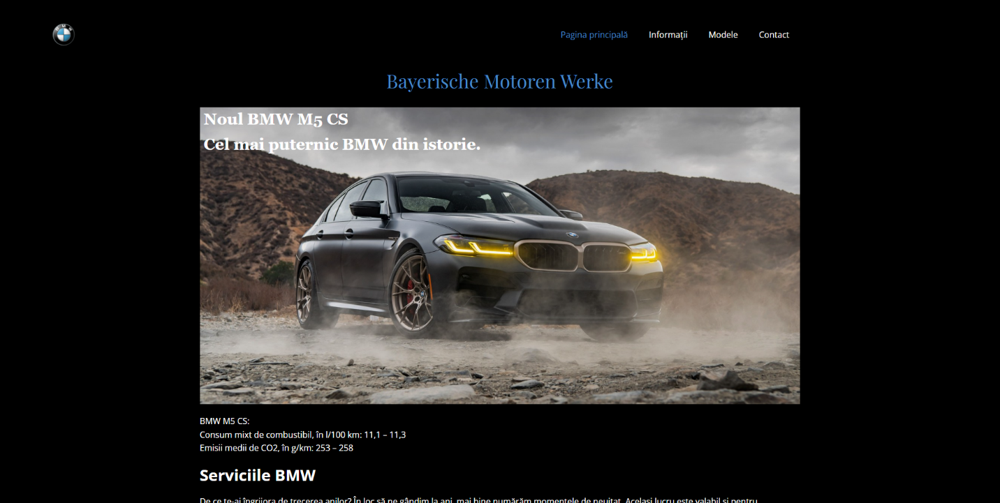 Pagina principală Informații Modele Contact
Bayerische Motoren Werke
Noul BMW M5 CS
Cel mai puternic BMW din istorie.
BMW M5 CS:
Consum mixt de combustibil, în l/100 km: 11,1 – 11,3
Emisii medii de CO2, în g/km: 253 – 258
Serviciile BMW
De ce te-ai îngrijora de trecerea anilor? În loc să ne gândim la ani, mai bine numărăm momentele de neuitat. Același lucru este valabil și pentru